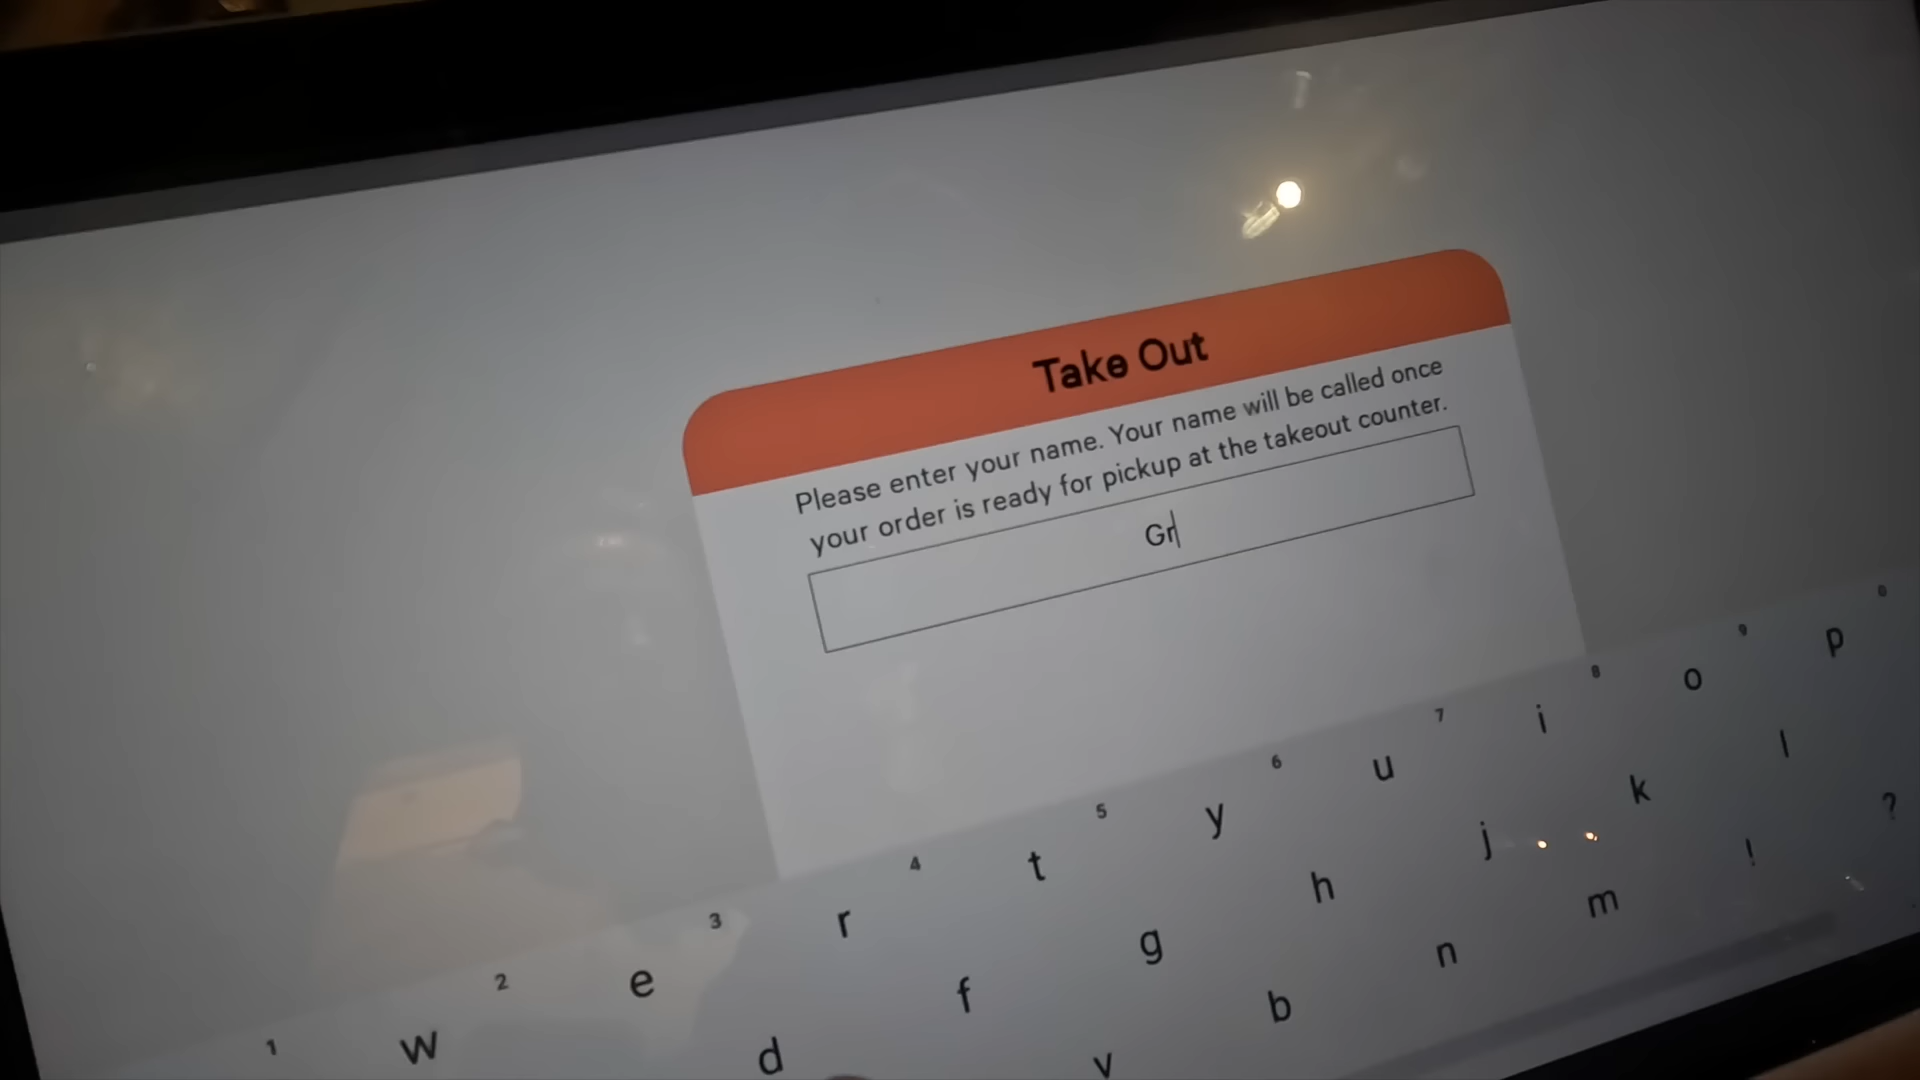 Take Out
Please enter your name. Your name will be called once
your order is ready for pickup at the takeout counter.
Gr
1 2 3 4 5 6 7 8 9 0
w e r t y u i o p
d f g h j k l
v b n m ! ?